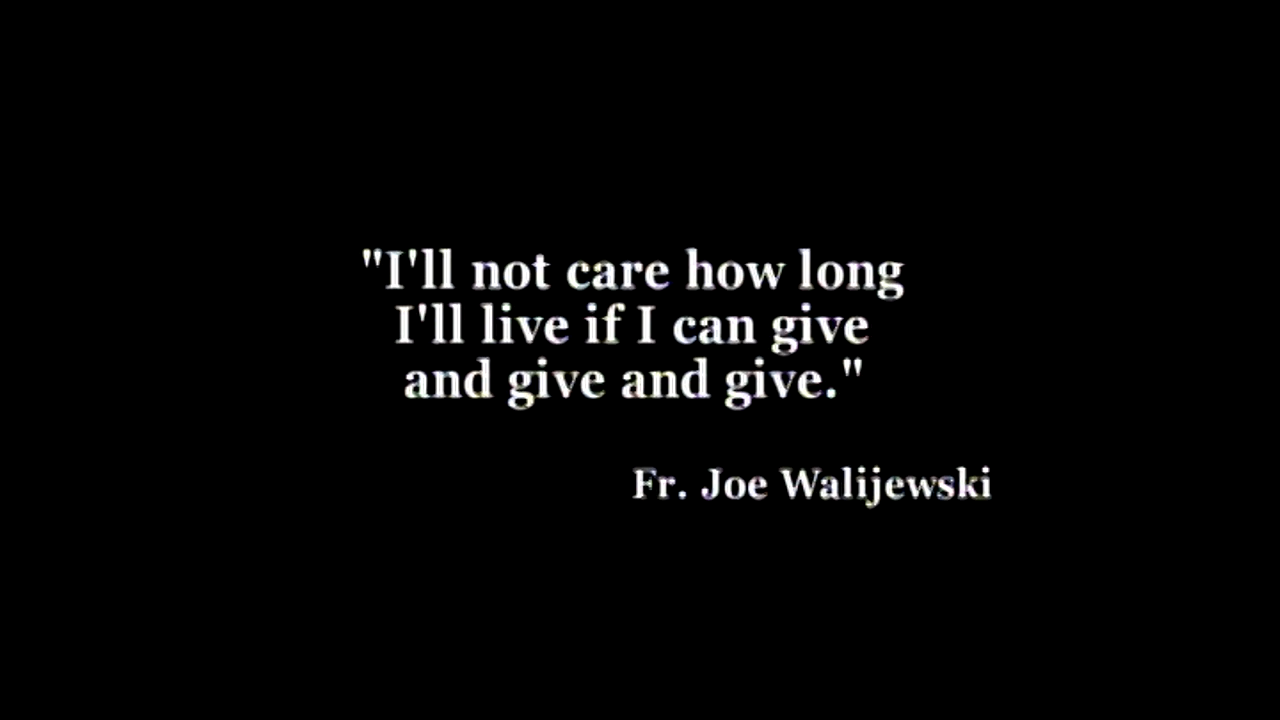 "I'll not care how long
I'll live if I can give
and give and give."
Fr. Joe Walijewski